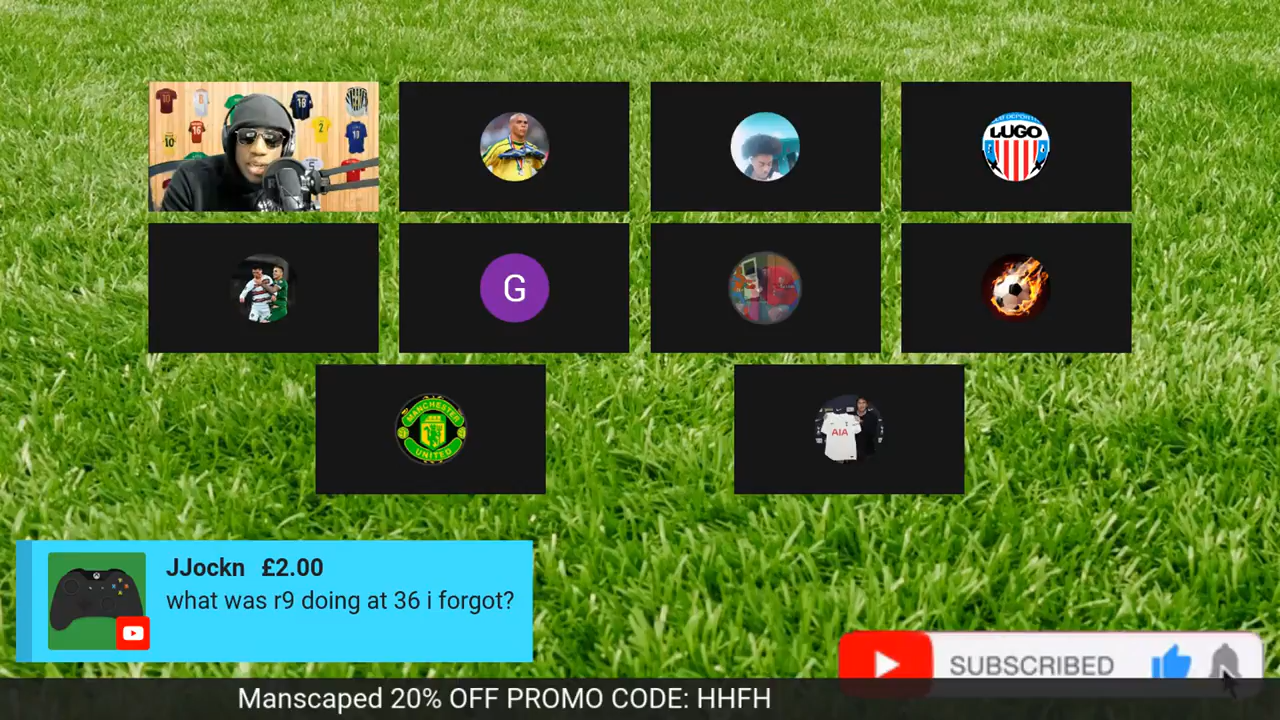 LUGO
G
MANCHESTER
UNITED
AIA
JJockn £2.00
what was r9 doing at 36 i forgot?
SUBSCRIBED
Manscaped 20% OFF PROMO CODE: HHFH